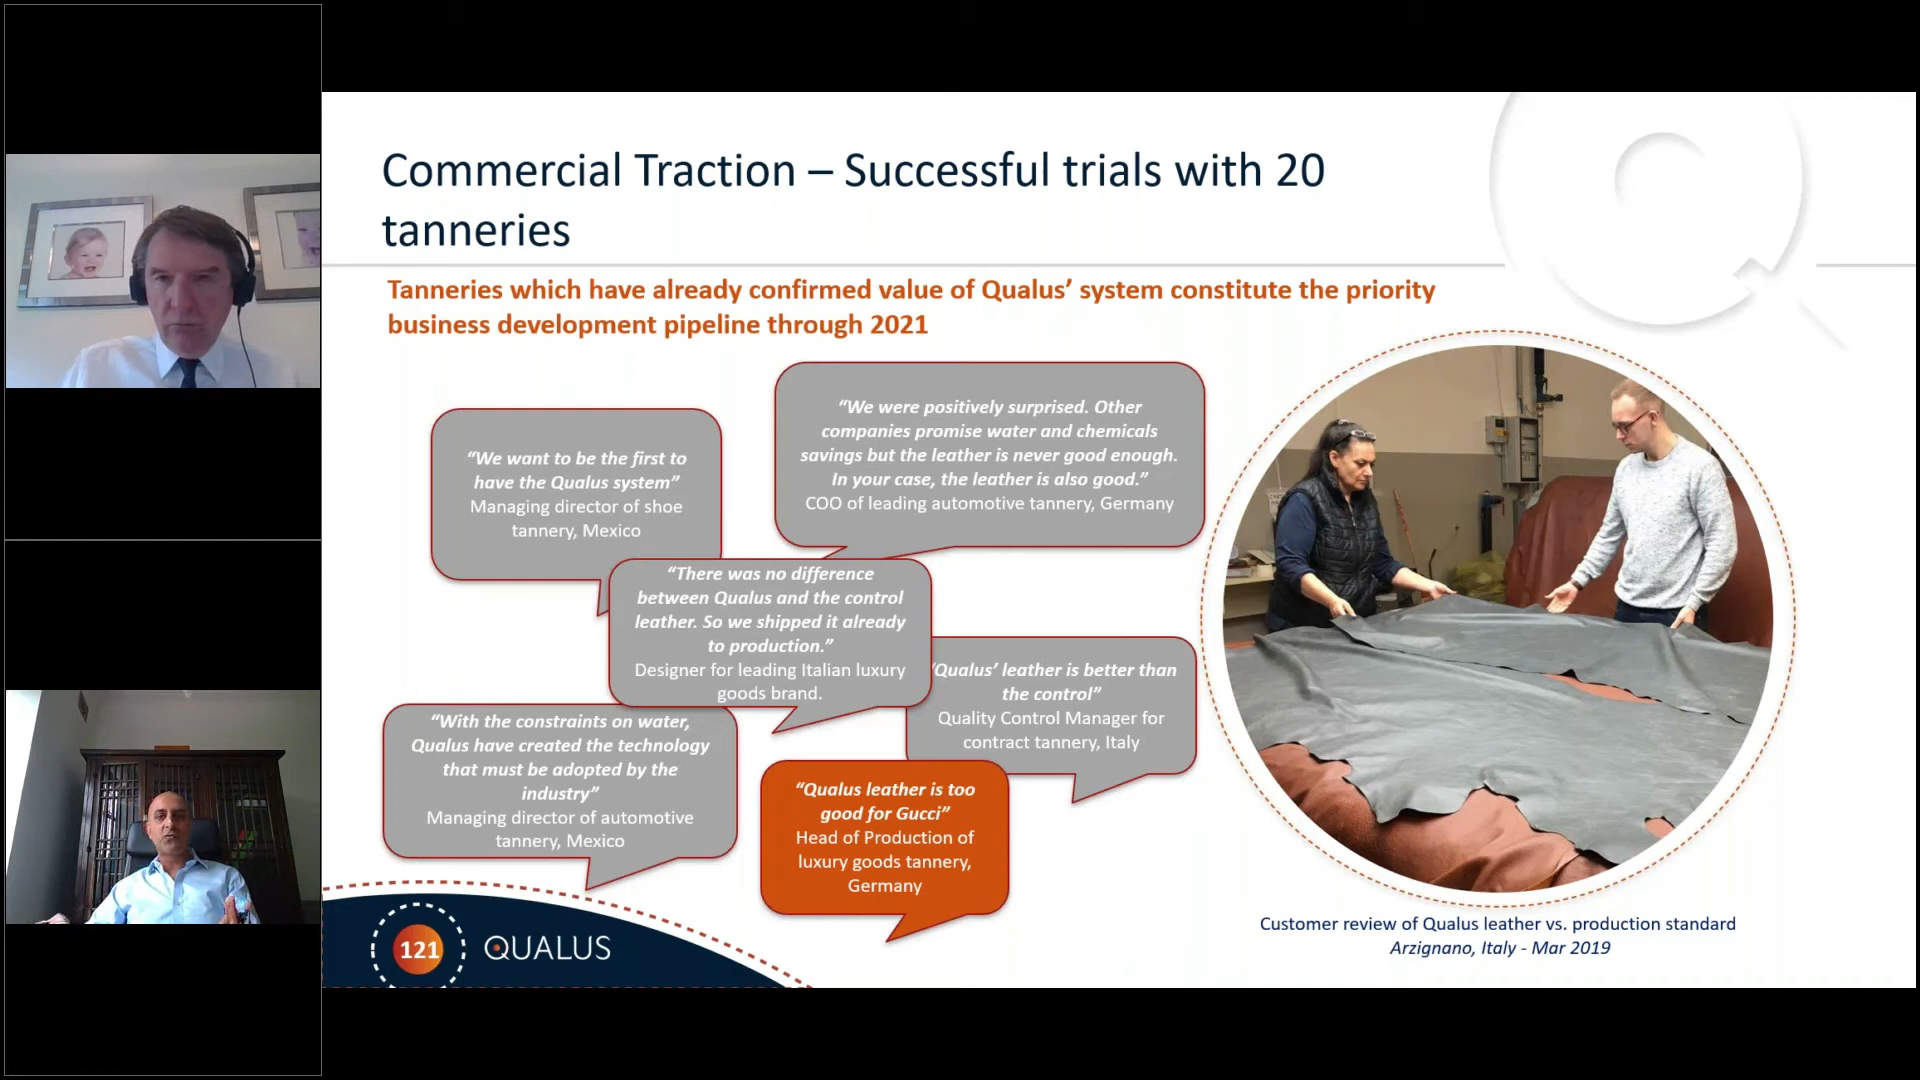 Commercial Traction – Successful trials with 20
tanneries
Tanneries which have already confirmed value of Qualus’ system constitute the priority
business development pipeline through 2021
“We want to be the first to
have the Qualus system”
Managing director of shoe
tannery, Mexico
“We were positively surprised. Other
companies promise water and chemicals
savings but the leather is never good enough.
In your case, the leather is also good.”
COO of leading automotive tannery, Germany
“There was no difference
between Qualus and the control
leather. So we shipped it already
to production.”
Designer for leading Italian luxury
goods brand.
‘Qualus’ leather is better than
the control”
Quality Control Manager for
contract tannery, Italy
“With the constraints on water,
Qualus have created the technology
that must be adopted by the
industry”
Managing director of automotive
tannery, Mexico
“Qualus leather is too
good for Gucci”
Head of Production of
luxury goods tannery,
Germany
Customer review of Qualus leather vs. production standard
Arzignano, Italy - Mar 2019
121
QUALUS